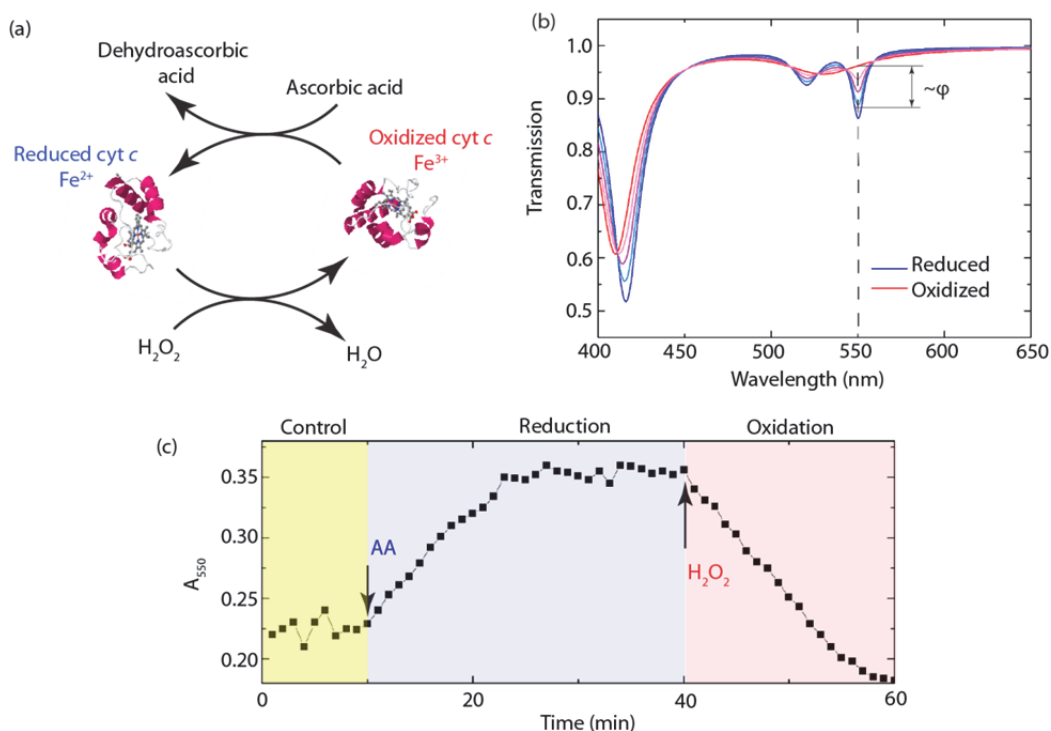 (a)
Dehydroascorbic
acid
Ascorbic acid
Reduced cyt c
Fe²⁺
Oxidized cyt c
Fe³⁺
H₂O₂
H₂O
(b)
1.0
0.9
0.8
0.7
0.6
0.5
Transmission
~φ
Reduced
Oxidized
400
450
500
550
600
650
Wavelength (nm)
(c)
Control
Reduction
Oxidation
0.35
0.30
0.25
0.20
A₅₅₀
AA
H₂O₂
0
20
40
60
Time (min)